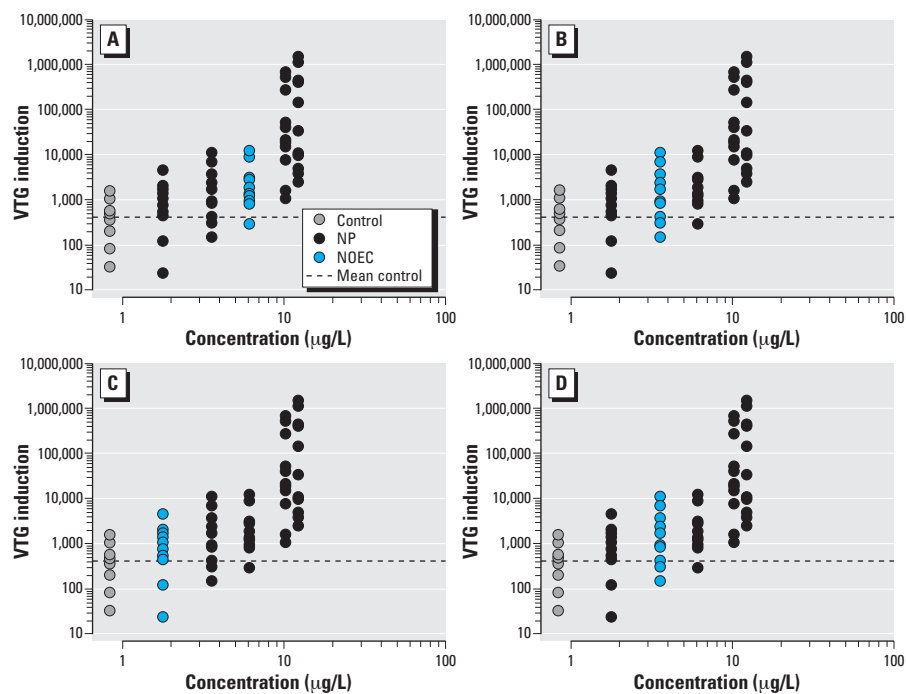 A
VTG induction
10,000,000
1,000,000
100,000
10,000
1,000
100
10
Control
NP
NOEC
Mean control
1
10
100
Concentration (μg/L)
B
VTG induction
10,000,000
1,000,000
100,000
10,000
1,000
100
10
1
10
100
Concentration (μg/L)
C
VTG induction
10,000,000
1,000,000
100,000
10,000
1,000
100
10
1
10
100
Concentration (μg/L)
D
VTG induction
10,000,000
1,000,000
100,000
10,000
1,000
100
10
1
10
100
Concentration (μg/L)